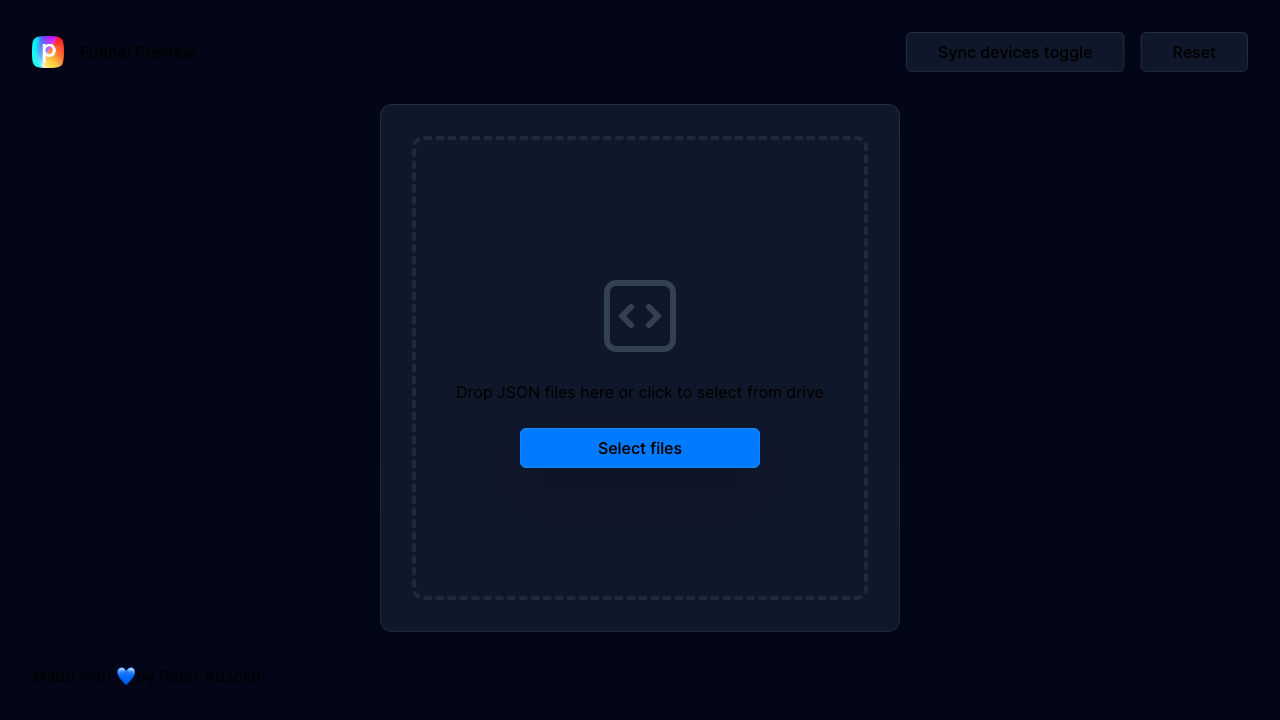 Funnel Preview
Sync devices toggle
Reset
Drop JSON files here or click to select from drive
Select files
Made with 💙 by Peter Absolon